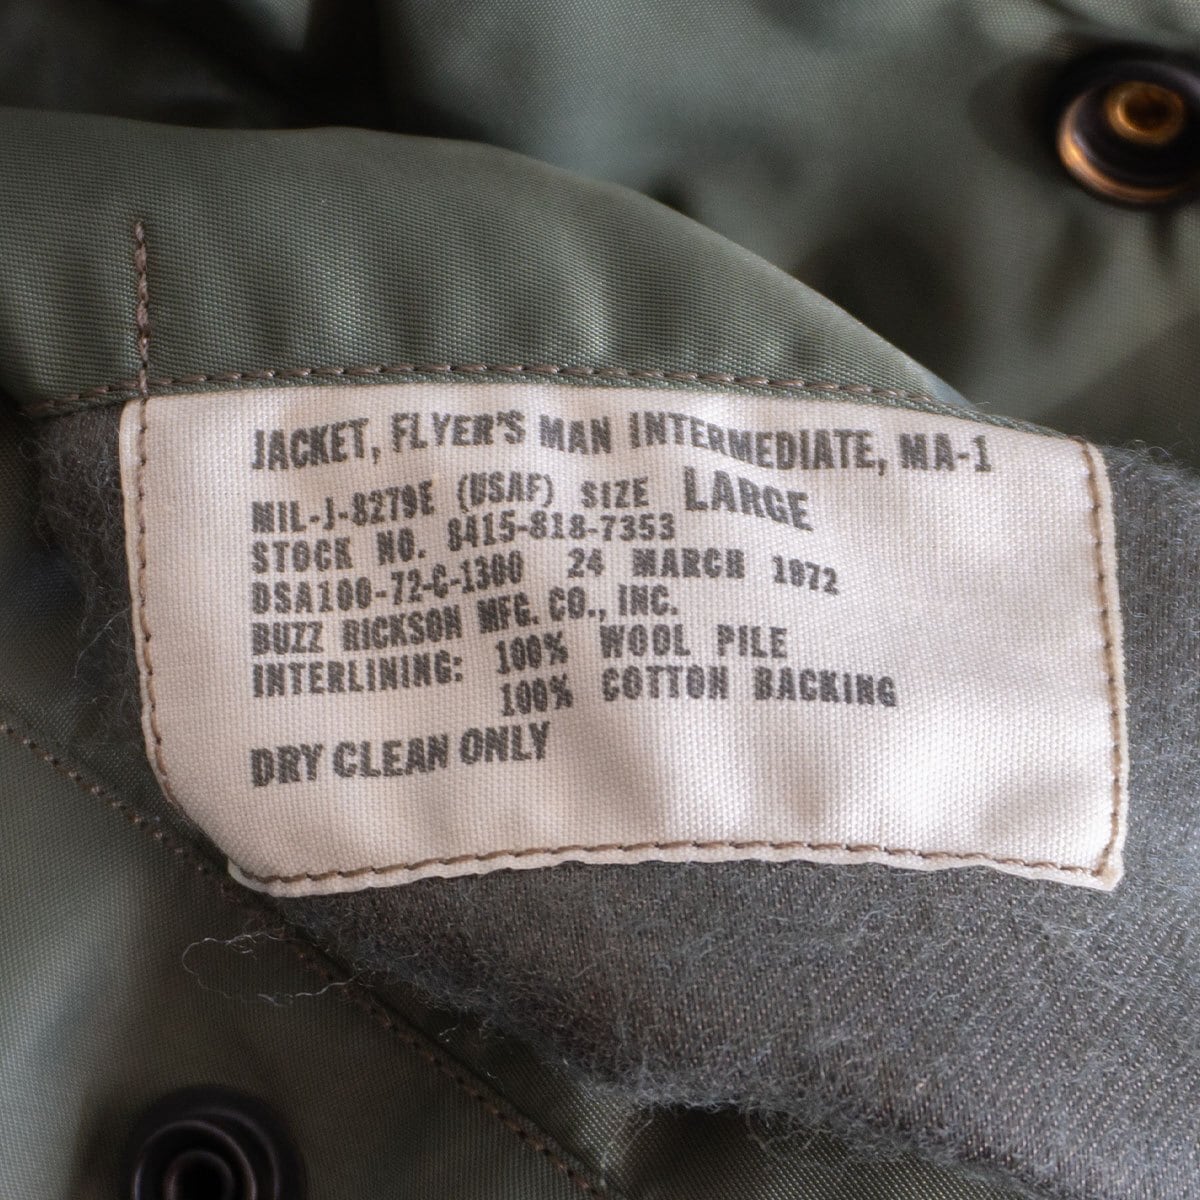 JACKET, FLYER'S MAN INTERMEDIATE, MA-1
MIL-J-8279E (USAF) SIZE LARGE
STOCK NO. 8415-818-7353
DSA100-72-C-1300 24 MARCH 1972
BUZZ RICKSON MFG. CO., INC.
INTERLINING: 100% WOOL PILE
100% COTTON BACKING
DRY CLEAN ONLY